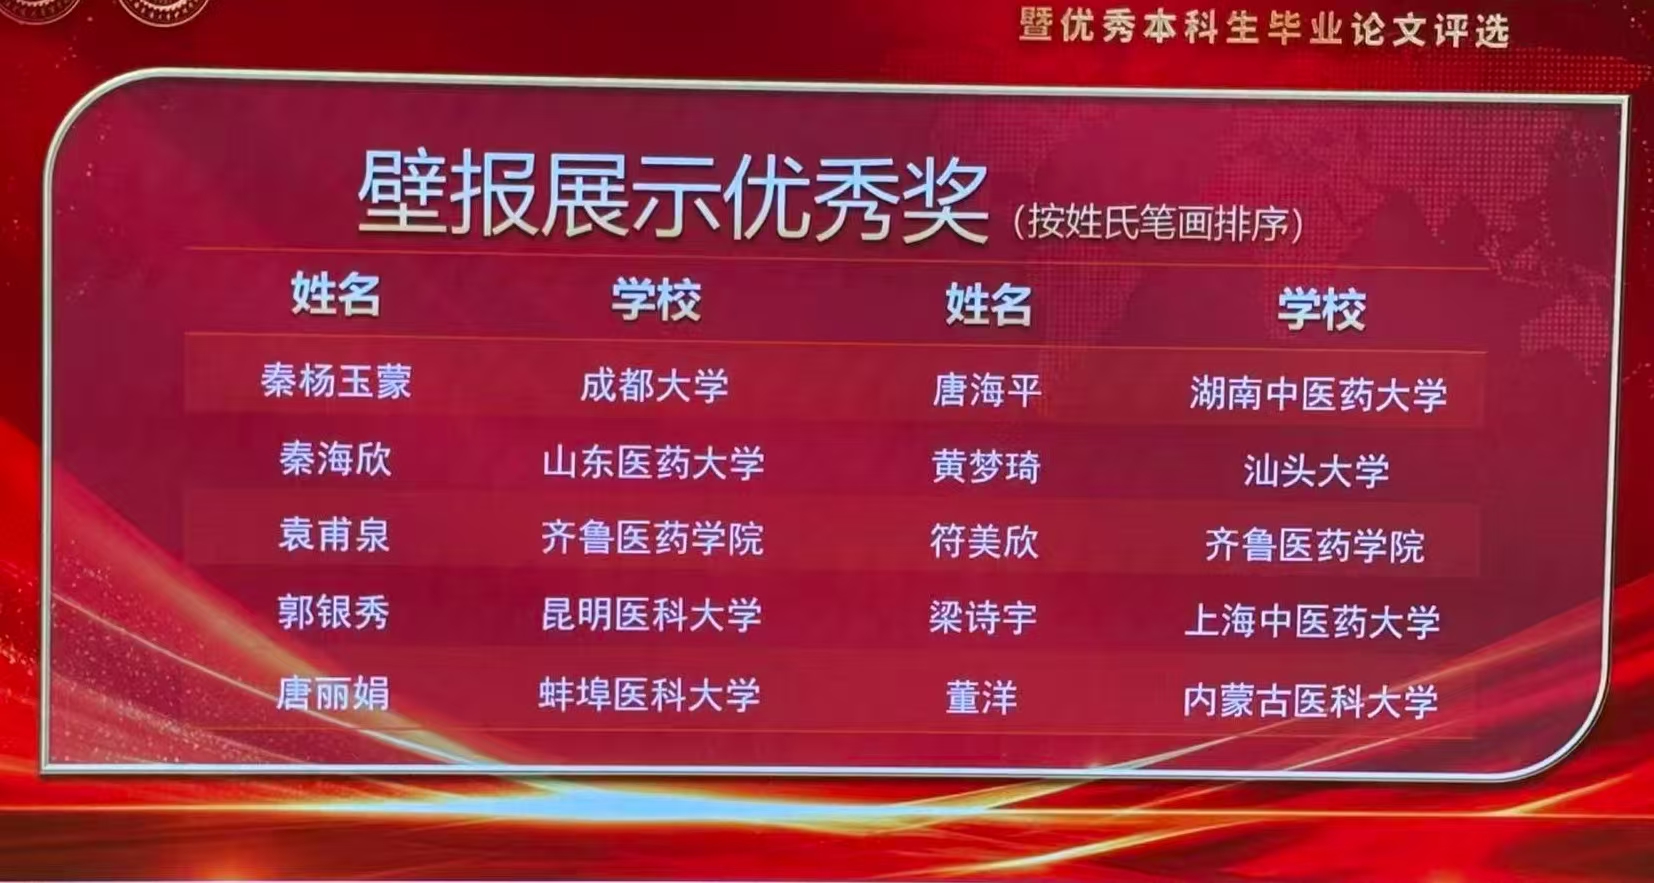 暨优秀本科生毕业论文评选
壁报展示优秀奖（按姓氏笔画排序）
姓名 学校 姓名 学校
秦杨玉蒙 成都大学 唐海平 湖南中医药大学
秦海欣 山东医药大学 黄梦琦 汕头大学
袁甫泉 齐鲁医药学院 符美欣 齐鲁医药学院
郭银秀 昆明医科大学 梁诗宇 上海中医药大学
唐丽娟 蚌埠医科大学 董洋 内蒙古医科大学